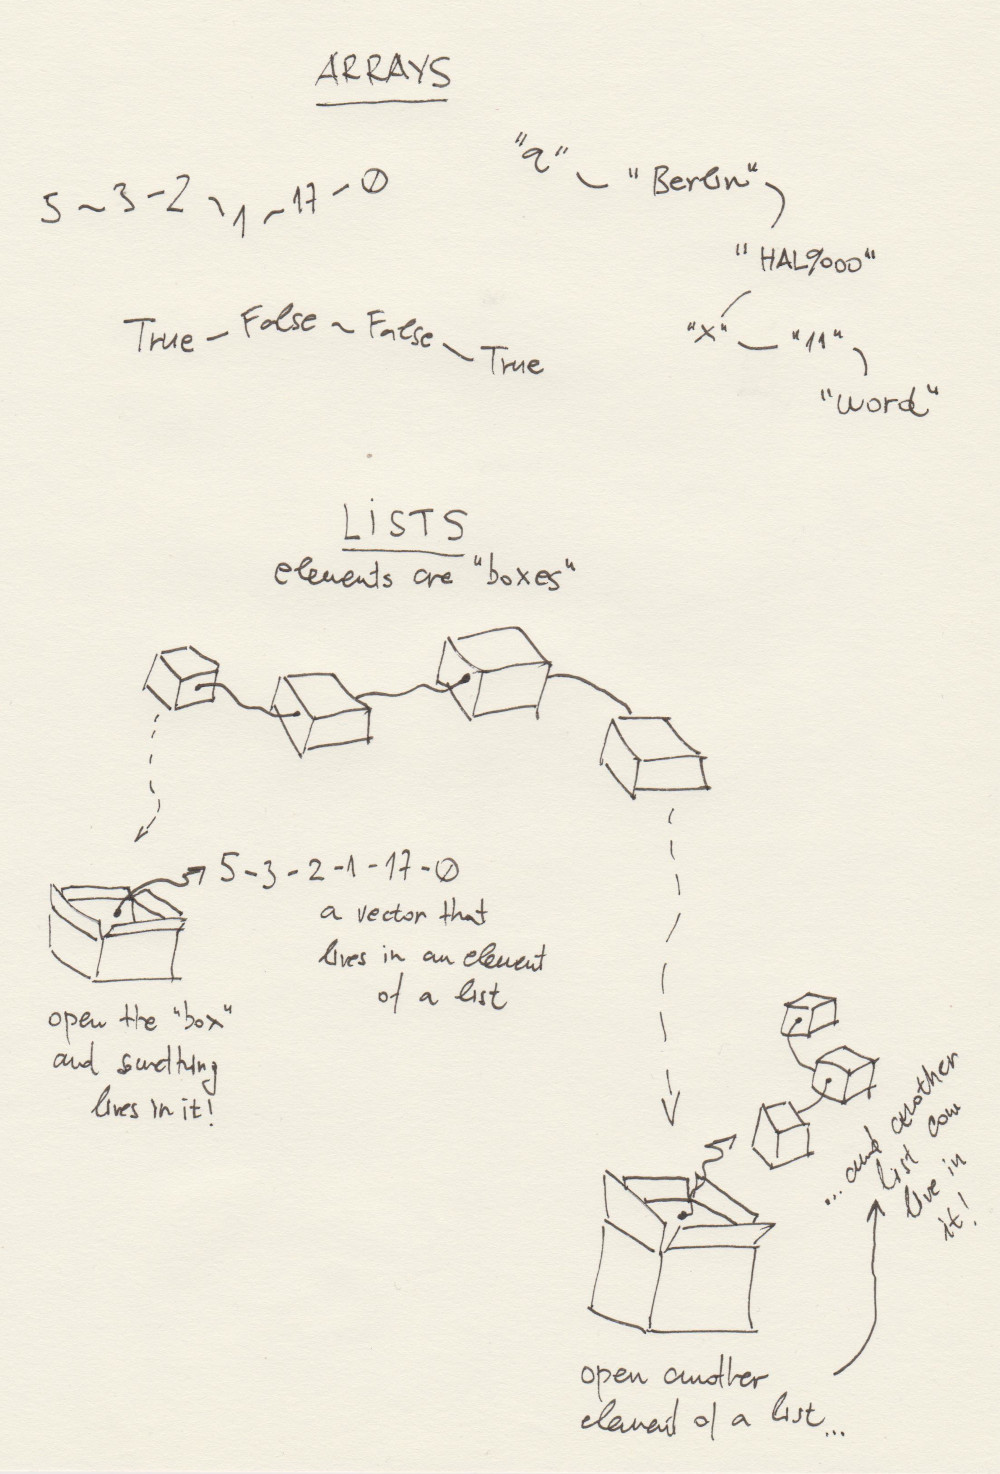 ARRAYS
5 ~ 3 - 2 ~ 1 ~ 17 - 0
"a" ~ "Berlin"
"HAL9000"
"x" — "11"
"word"
True - False ~ False ~ True
LiSTS
elements are "boxes"
5-3-2-1-17-0
a vector that
lives in an element
of a list
open the "box"
and something
lives in it!
... and another
list can
live in
it!
open another
element of a list...